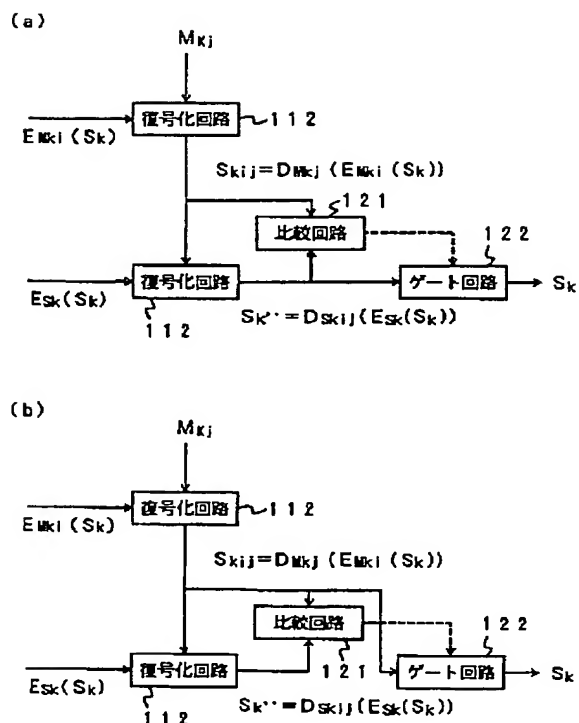 (a)
MKj
EMki(Sk)
復号化回路
112
Skij=DMkj(EMki(Sk))
121
比較回路
122
ESk(Sk)
復号化回路
ゲート回路
Sk
112
Sk''=DSkij(ESk(Sk))
(b)
MKj
EMki(Sk)
復号化回路
112
Skij=DMkj(EMki(Sk))
比較回路
122
121
ESk(Sk)
復号化回路
ゲート回路
Sk
112
Sk''=DSkij(ESk(Sk))